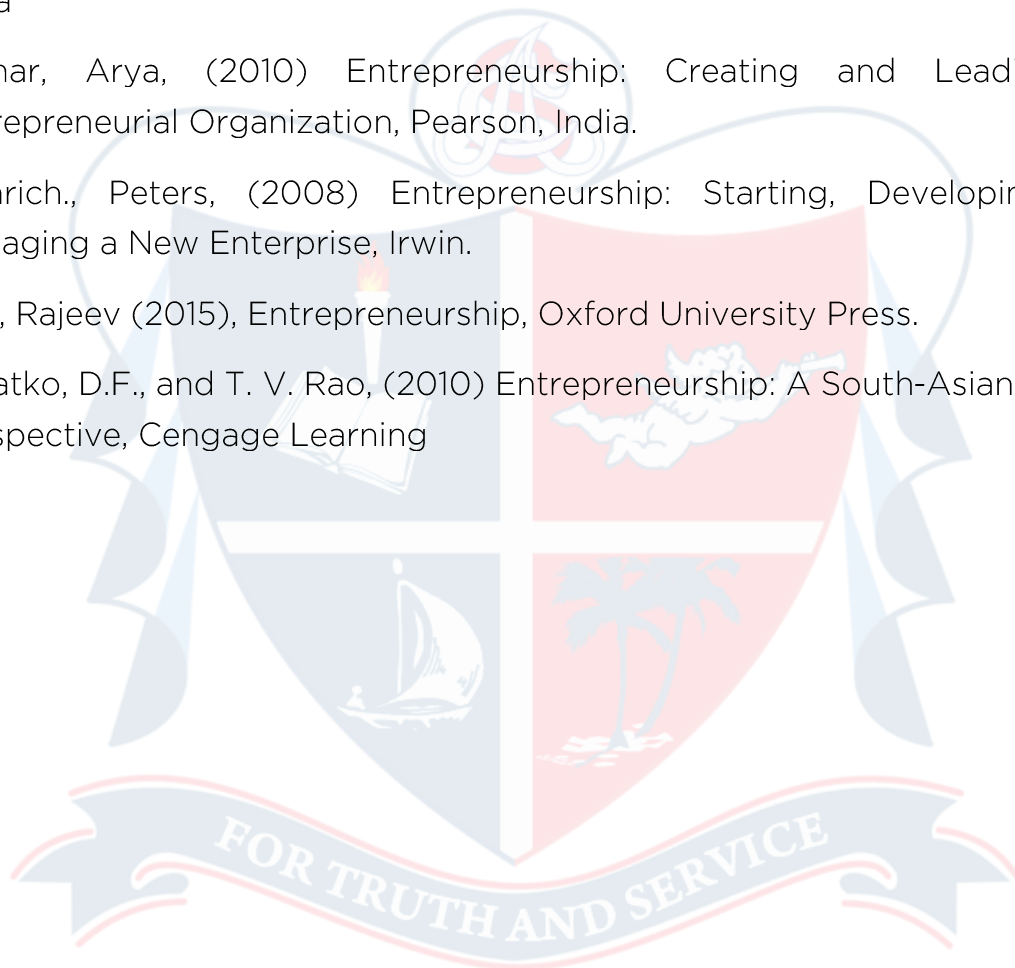 a
nar, Arya, (2010) Entrepreneurship: Creating and Lead
repreneurial Organization, Pearson, India.
rich., Peters, (2008) Entrepreneurship: Starting, Developin
aging a New Enterprise, Irwin.
, Rajeev (2015), Entrepreneurship, Oxford University Press.
atko, D.F., and T. V. Rao, (2010) Entrepreneurship: A South-Asian
spective, Cengage Learning
FOR TRUTH AND SERVICE